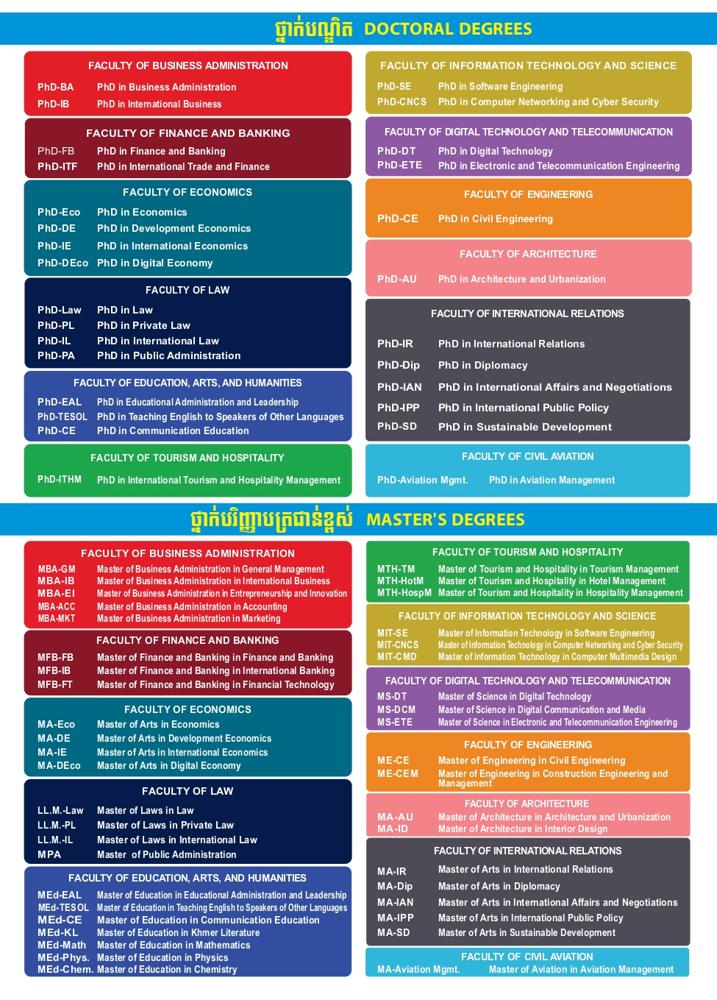 ថ្នាក់បណ្ឌិត DOCTORAL DEGREES
FACULTY OF BUSINESS ADMINISTRATION
PhD-BA PhD in Business Administration
PhD-IB PhD in International Business
FACULTY OF FINANCE AND BANKING
PhD-FB PhD in Finance and Banking
PhD-ITF PhD in International Trade and Finance
FACULTY OF ECONOMICS
PhD-Eco PhD in Economics
PhD-DE PhD in Development Economics
PhD-IE PhD in International Economics
PhD-DEco PhD in Digital Economy
FACULTY OF LAW
PhD-Law PhD in Law
PhD-PL PhD in Private Law
PhD-IL PhD in International Law
PhD-PA PhD in Public Administration
FACULTY OF EDUCATION, ARTS, AND HUMANITIES
PhD-EAL PhD in Educational Administration and Leadership
PhD-TESOL PhD in Teaching English to Speakers of Other Languages
PhD-CE PhD in Communication Education
FACULTY OF TOURISM AND HOSPITALITY
PhD-ITHM PhD in International Tourism and Hospitality Management
FACULTY OF INFORMATION TECHNOLOGY AND SCIENCE
PhD-SE PhD in Software Engineering
PhD-CNCS PhD in Computer Networking and Cyber Security
FACULTY OF DIGITAL TECHNOLOGY AND TELECOMMUNICATION
PhD-DT PhD in Digital Technology
PhD-ETE PhD in Electronic and Telecommunication Engineering
FACULTY OF ENGINEERING
PhD-CE PhD in Civil Engineering
FACULTY OF ARCHITECTURE
PhD-AU PhD in Architecture and Urbanization
FACULTY OF INTERNATIONAL RELATIONS
PhD-IR PhD in International Relations
PhD-Dip PhD in Diplomacy
PhD-IAN PhD in International Affairs and Negotiations
PhD-IPP PhD in International Public Policy
PhD-SD PhD in Sustainable Development
FACULTY OF CIVIL AVIATION
PhD-Aviation Mgmt. PhD in Aviation Management
ថ្នាក់បរិញ្ញាបត្រជាន់ខ្ពស់ MASTER'S DEGREES
FACULTY OF BUSINESS ADMINISTRATION
MBA-GM Master of Business Administration in General Management
MBA-IB Master of Business Administration in International Business
MBA-EI Master of Business Administration in Entrepreneurship and Innovation
MBA-ACC Master of Business Administration in Accounting
MBA-MKT Master of Business Administration in Marketing
FACULTY OF FINANCE AND BANKING
MFB-FB Master of Finance and Banking in Finance and Banking
MFB-IB Master of Finance and Banking in International Banking
MFB-FT Master of Finance and Banking in Financial Technology
FACULTY OF ECONOMICS
MA-Eco Master of Arts in Economics
MA-DE Master of Arts in Development Economics
MA-IE Master of Arts in International Economics
MA-DEco Master of Arts in Digital Economy
FACULTY OF LAW
LL.M.-Law Master of Laws in Law
LL.M.-PL Master of Laws in Private Law
LL.M.-IL Master of Laws in International Law
MPA Master of Public Administration
FACULTY OF EDUCATION, ARTS, AND HUMANITIES
MEd-EAL Master of Education in Educational Administration and Leadership
MEd-TESOL Master of Education in Teaching English to Speakers of Other Languages
MEd-CE Master of Education in Communication Education
MEd-KL Master of Education in Khmer Literature
MEd-Math Master of Education in Mathematics
MEd-Phys. Master of Education in Physics
MEd-Chem. Master of Education in Chemistry
FACULTY OF TOURISM AND HOSPITALITY
MTH-TM Master of Tourism and Hospitality in Tourism Management
MTH-HotM Master of Tourism and Hospitality in Hotel Management
MTH-HospM Master of Tourism and Hospitality in Hospitality Management
FACULTY OF INFORMATION TECHNOLOGY AND SCIENCE
MIT-SE Master of Information Technology in Software Engineering
MIT-CNCS Master of Information Technology in Computer Networking and Cyber Security
MIT-CMD Master of Information Technology in Computer Multimedia Design
FACULTY OF DIGITAL TECHNOLOGY AND TELECOMMUNICATION
MS-DT Master of Science in Digital Technology
MS-DCM Master of Science in Digital Communication and Media
MS-ETE Master of Science in Electronic and Telecommunication Engineering
FACULTY OF ENGINEERING
ME-CE Master of Engineering in Civil Engineering
ME-CEM Master of Engineering in Construction Engineering and
Management
FACULTY OF ARCHITECTURE
MA-AU Master of Architecture in Architecture and Urbanization
MA-ID Master of Architecture in Interior Design
FACULTY OF INTERNATIONAL RELATIONS
MA-IR Master of Arts in International Relations
MA-Dip Master of Arts in Diplomacy
MA-IAN Master of Arts in International Affairs and Negotiations
MA-IPP Master of Arts in International Public Policy
MA-SD Master of Arts in Sustainable Development
FACULTY OF CIVIL AVIATION
MA-Aviation Mgmt. Master of Aviation in Aviation Management